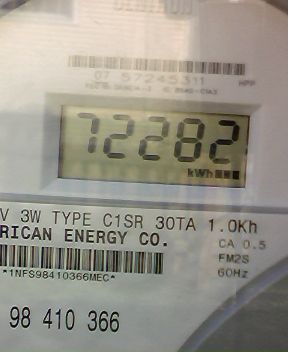 07 57245311
HPP
72282
kWh
V 3W TYPE C1SR 30TA 1.0Kh
RICAN ENERGY CO.
CA 0.5
FM2S
60Hz
*1NFS98410366MEC*
98 410 366